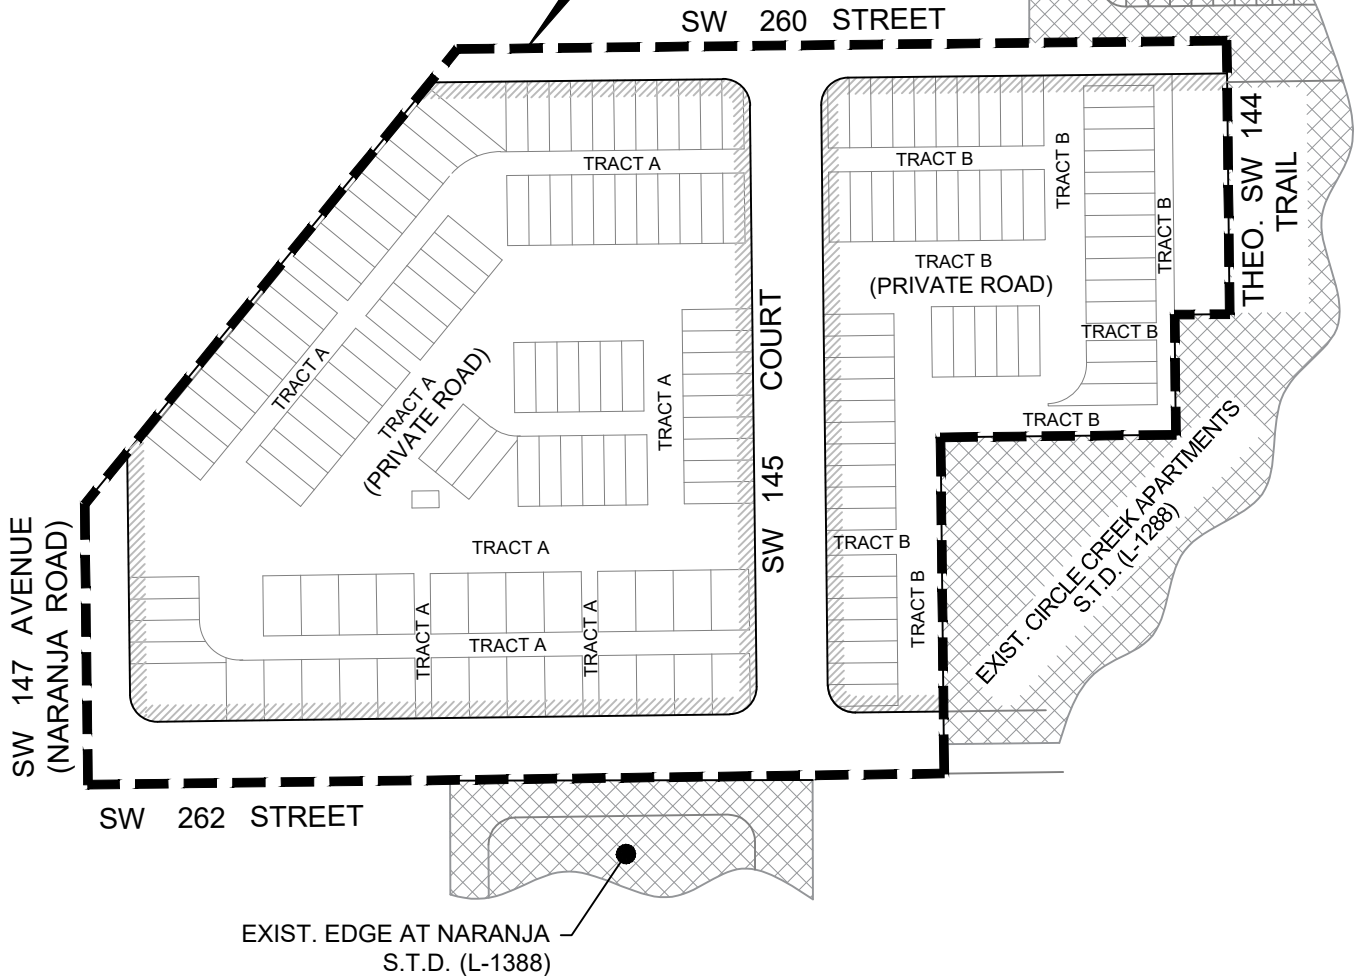 SW 260 STREET
TRACT A
TRACT B
TRACT B
TRACT B
TRACT B
(PRIVATE ROAD)
THEO. SW 144
TRAIL
TRACT B
TRACT B
TRACT A
TRACT A
(PRIVATE ROAD)
TRACT A
SW 145 COURT
TRACT A
TRACT B
TRACT B
TRACT A
TRACT A
TRACT A
EXIST. CIRCLE CREEK APARTMENTS
S.T.D. (L-1288)
SW 147 AVENUE
(NARANJA ROAD)
SW 262 STREET
EXIST. EDGE AT NARANJA
S.T.D. (L-1388)